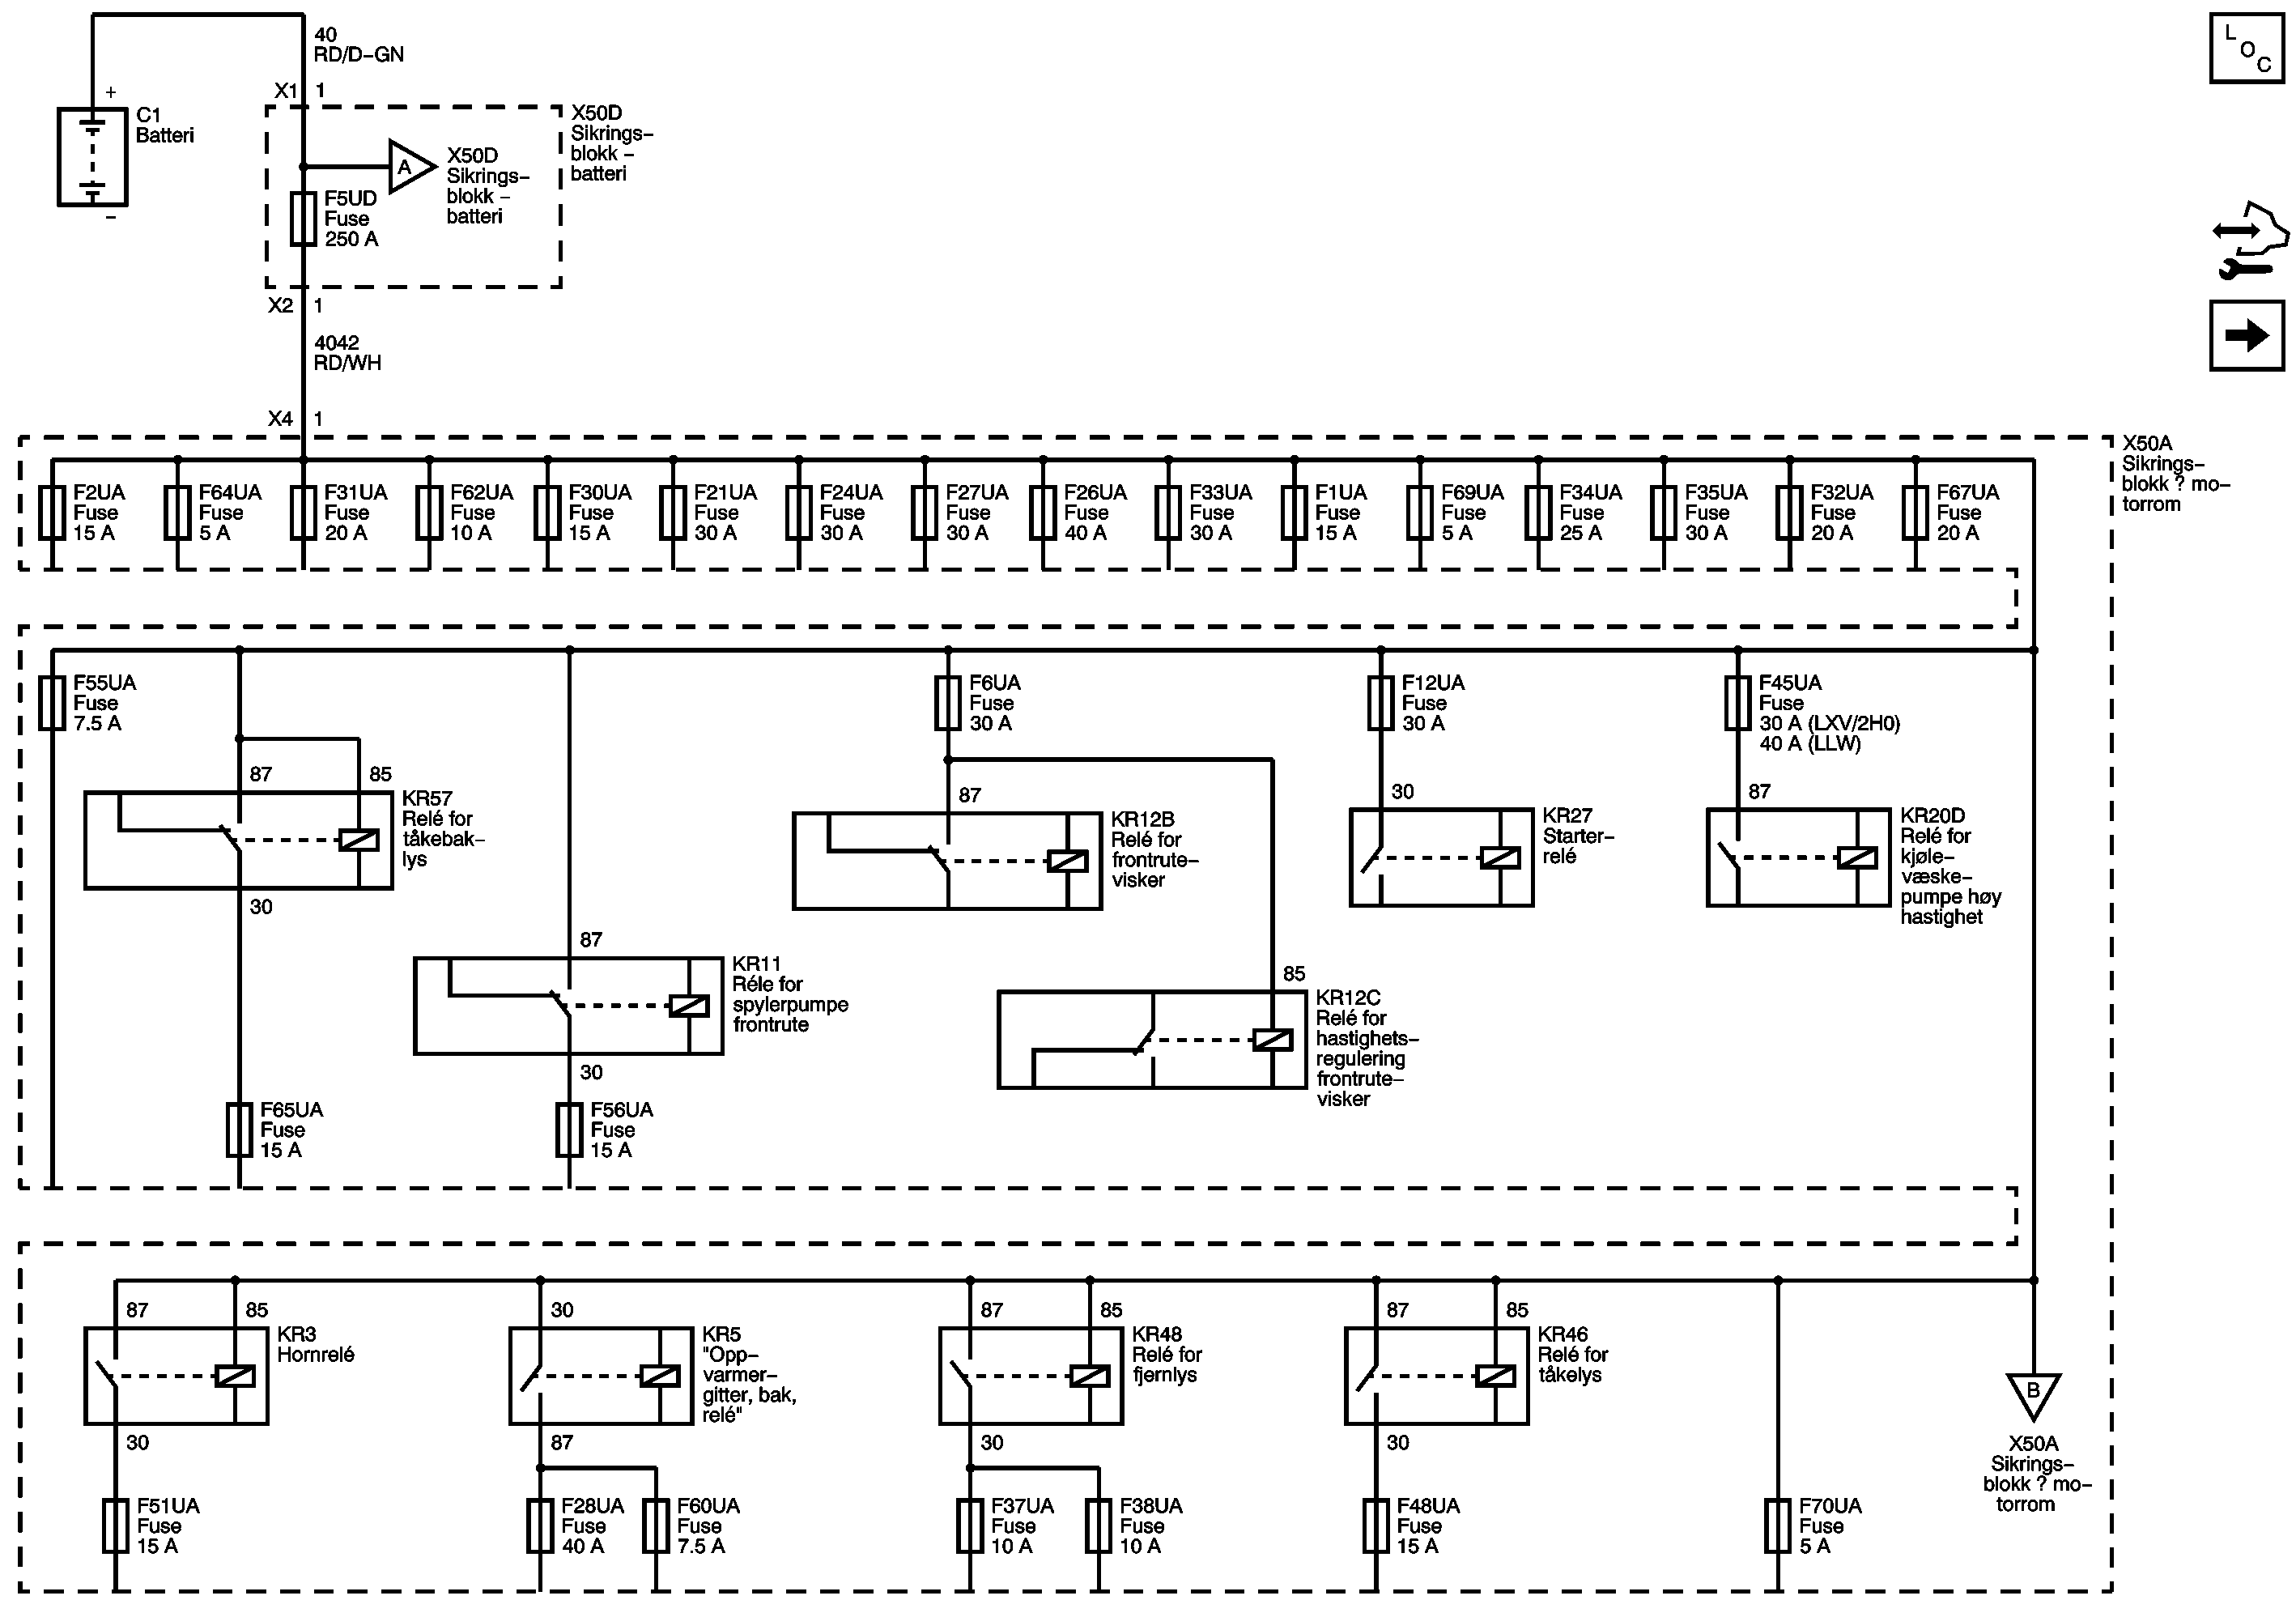 40
RD/D–GN
X1 1
+
C1
Batteri
–
X50D
Sikrings–
blokk –
batteri
A
X50D
Sikrings–
blokk –
batteri
F5UD
Fuse
250 A
X2 1
4042
RD/WH
X4 1
L
O
C
X50A
Sikrings–
blokk ? mo–
torrom
F2UA
Fuse
15 A
F64UA
Fuse
5 A
F31UA
Fuse
20 A
F62UA
Fuse
10 A
F30UA
Fuse
15 A
F21UA
Fuse
30 A
F24UA
Fuse
30 A
F27UA
Fuse
30 A
F26UA
Fuse
40 A
F33UA
Fuse
30 A
F1UA
Fuse
15 A
F69UA
Fuse
5 A
F34UA
Fuse
25 A
F35UA
Fuse
30 A
F32UA
Fuse
20 A
F67UA
Fuse
20 A
F55UA
Fuse
7.5 A
87
85
KR57
Relé for
tåkebak–
lys
30
F65UA
Fuse
15 A
87
KR11
Réle for
spylerpumpe
frontrute
30
F56UA
Fuse
15 A
F6UA
Fuse
30 A
87
KR12B
Relé for
frontrute–
visker
85
KR12C
Relé for
hastighets–
regulering
frontrute–
visker
F12UA
Fuse
30 A
30
KR27
Starter–
relé
F45UA
Fuse
30 A (LXV/2H0)
40 A (LLW)
87
KR20D
Relé for
kjøle–
væske–
pumpe høy
hastighet
87
85
KR3
Hornrelé
30
F51UA
Fuse
15 A
30
KR5
"Opp–
varmer–
gitter, bak,
relé"
87
F28UA
Fuse
40 A
F60UA
Fuse
7.5 A
87
85
KR48
Relé for
fjernlys
30
F37UA
Fuse
10 A
F38UA
Fuse
10 A
87
85
KR46
Relé for
tåkelys
30
F48UA
Fuse
15 A
F70UA
Fuse
5 A
B
X50A
Sikrings–
blokk ? mo–
torrom